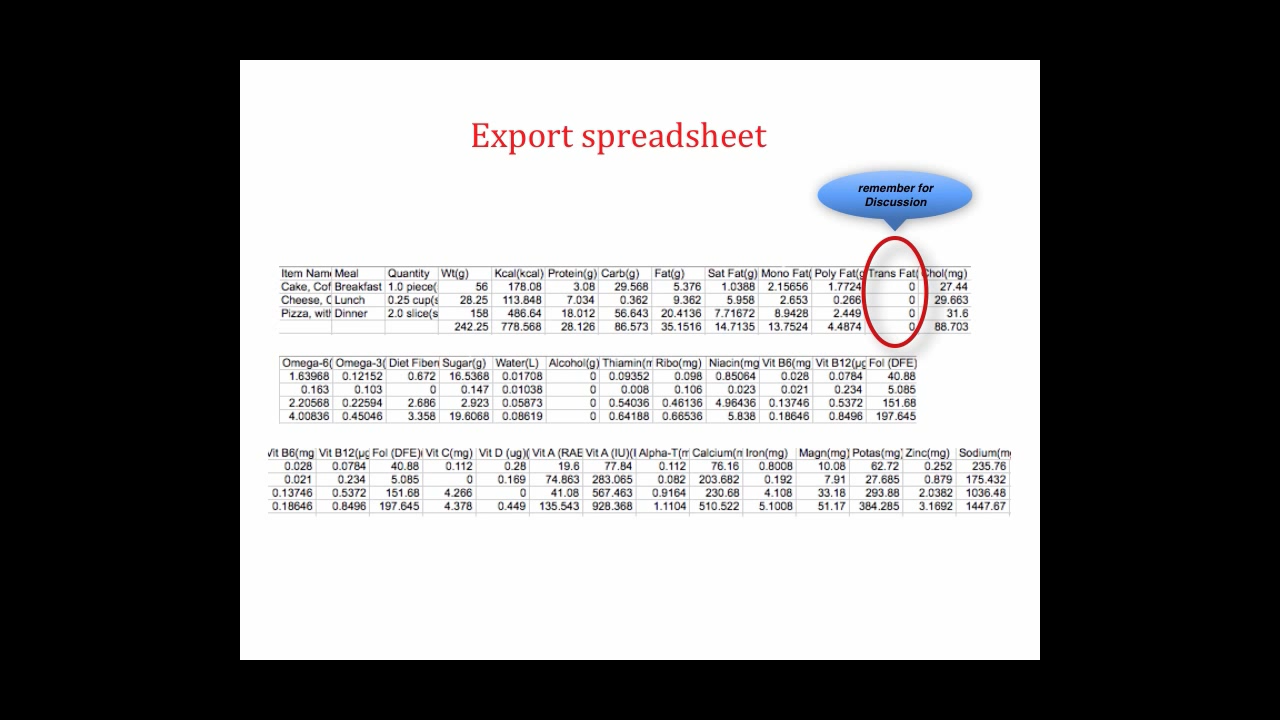 Export spreadsheet
remember for
Discussion
Item Nam Meal Quantity Wt(g) Kcal(kcal) Protein(g) Carb(g) Fat(g) Sat Fat(g) Mono Fat( Poly Fat(g Trans Fat( Chol(mg)
Cake, Cof Breakfast 1.0 piece( 56 178.08 3.08 29.568 5.376 1.0388 2.15656 1.7724 0 27.44
Cheese, C Lunch 0.25 cup(s 28.25 113.848 7.034 0.362 9.362 5.958 2.653 0.266 0 29.663
Pizza, with Dinner 2.0 slice(s 158 486.64 18.012 56.643 20.4136 7.71672 8.9428 2.449 0 31.6
242.25 778.568 28.126 86.573 35.1516 14.7135 13.7524 4.4874 0 88.703
Omega-6( Omega-3( Diet Fiber Sugar(g) Water(L) Alcohol(g) Thiamin(m Ribo(mg) Niacin(mg Vit B6(mg Vit B12(µg Fol (DFE)
1.63968 0.12152 0.672 16.5368 0.01708 0 0.09352 0.098 0.85064 0.028 0.0784 40.88
0.163 0.103 0 0.147 0.01038 0 0.008 0.106 0.023 0.021 0.234 5.085
2.20568 0.22594 2.686 2.923 0.05873 0 0.54036 0.46136 4.96436 0.13746 0.5372 151.68
4.00836 0.45046 3.358 19.6068 0.08619 0 0.64188 0.66536 5.838 0.18646 0.8496 197.645
Vit B6(mg Vit B12(µg Fol (DFE)( Vit C(mg) Vit D (ug)( Vit A (RAE Vit A (IU)(I Alpha-T(m Calcium(m Iron(mg) Magn(mg) Potas(mg) Zinc(mg) Sodium(m
0.028 0.0784 40.88 0.112 0.28 19.6 77.84 0.112 76.16 0.8008 10.08 62.72 0.252 235.76
0.021 0.234 5.085 0 0.169 74.863 283.065 0.082 203.682 0.192 7.91 27.685 0.879 175.432
0.13746 0.5372 151.68 4.266 0 41.08 567.463 0.9164 230.68 4.108 33.18 293.88 2.0382 1036.48
0.18646 0.8496 197.645 4.378 0.449 135.543 928.368 1.1104 510.522 5.1008 51.17 384.285 3.1692 1447.67